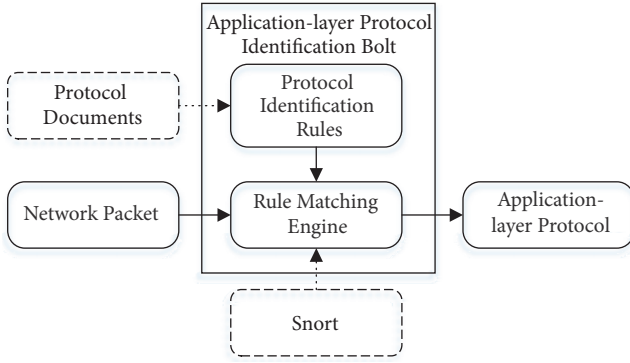 Application-layer Protocol
Identification Bolt
Protocol
Documents
Protocol
Identification
Rules
Network Packet
Rule Matching
Engine
Application-
layer Protocol
Snort